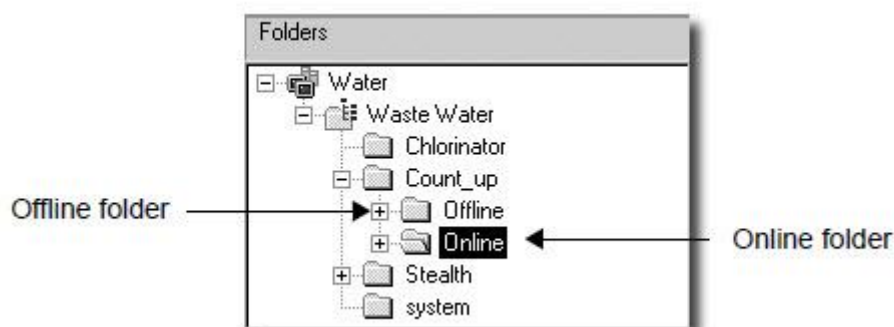 Folders
Water
Waste Water
Chlorinator
Count_up
Offline folder
Offline
Online
Online folder
Stealth
system